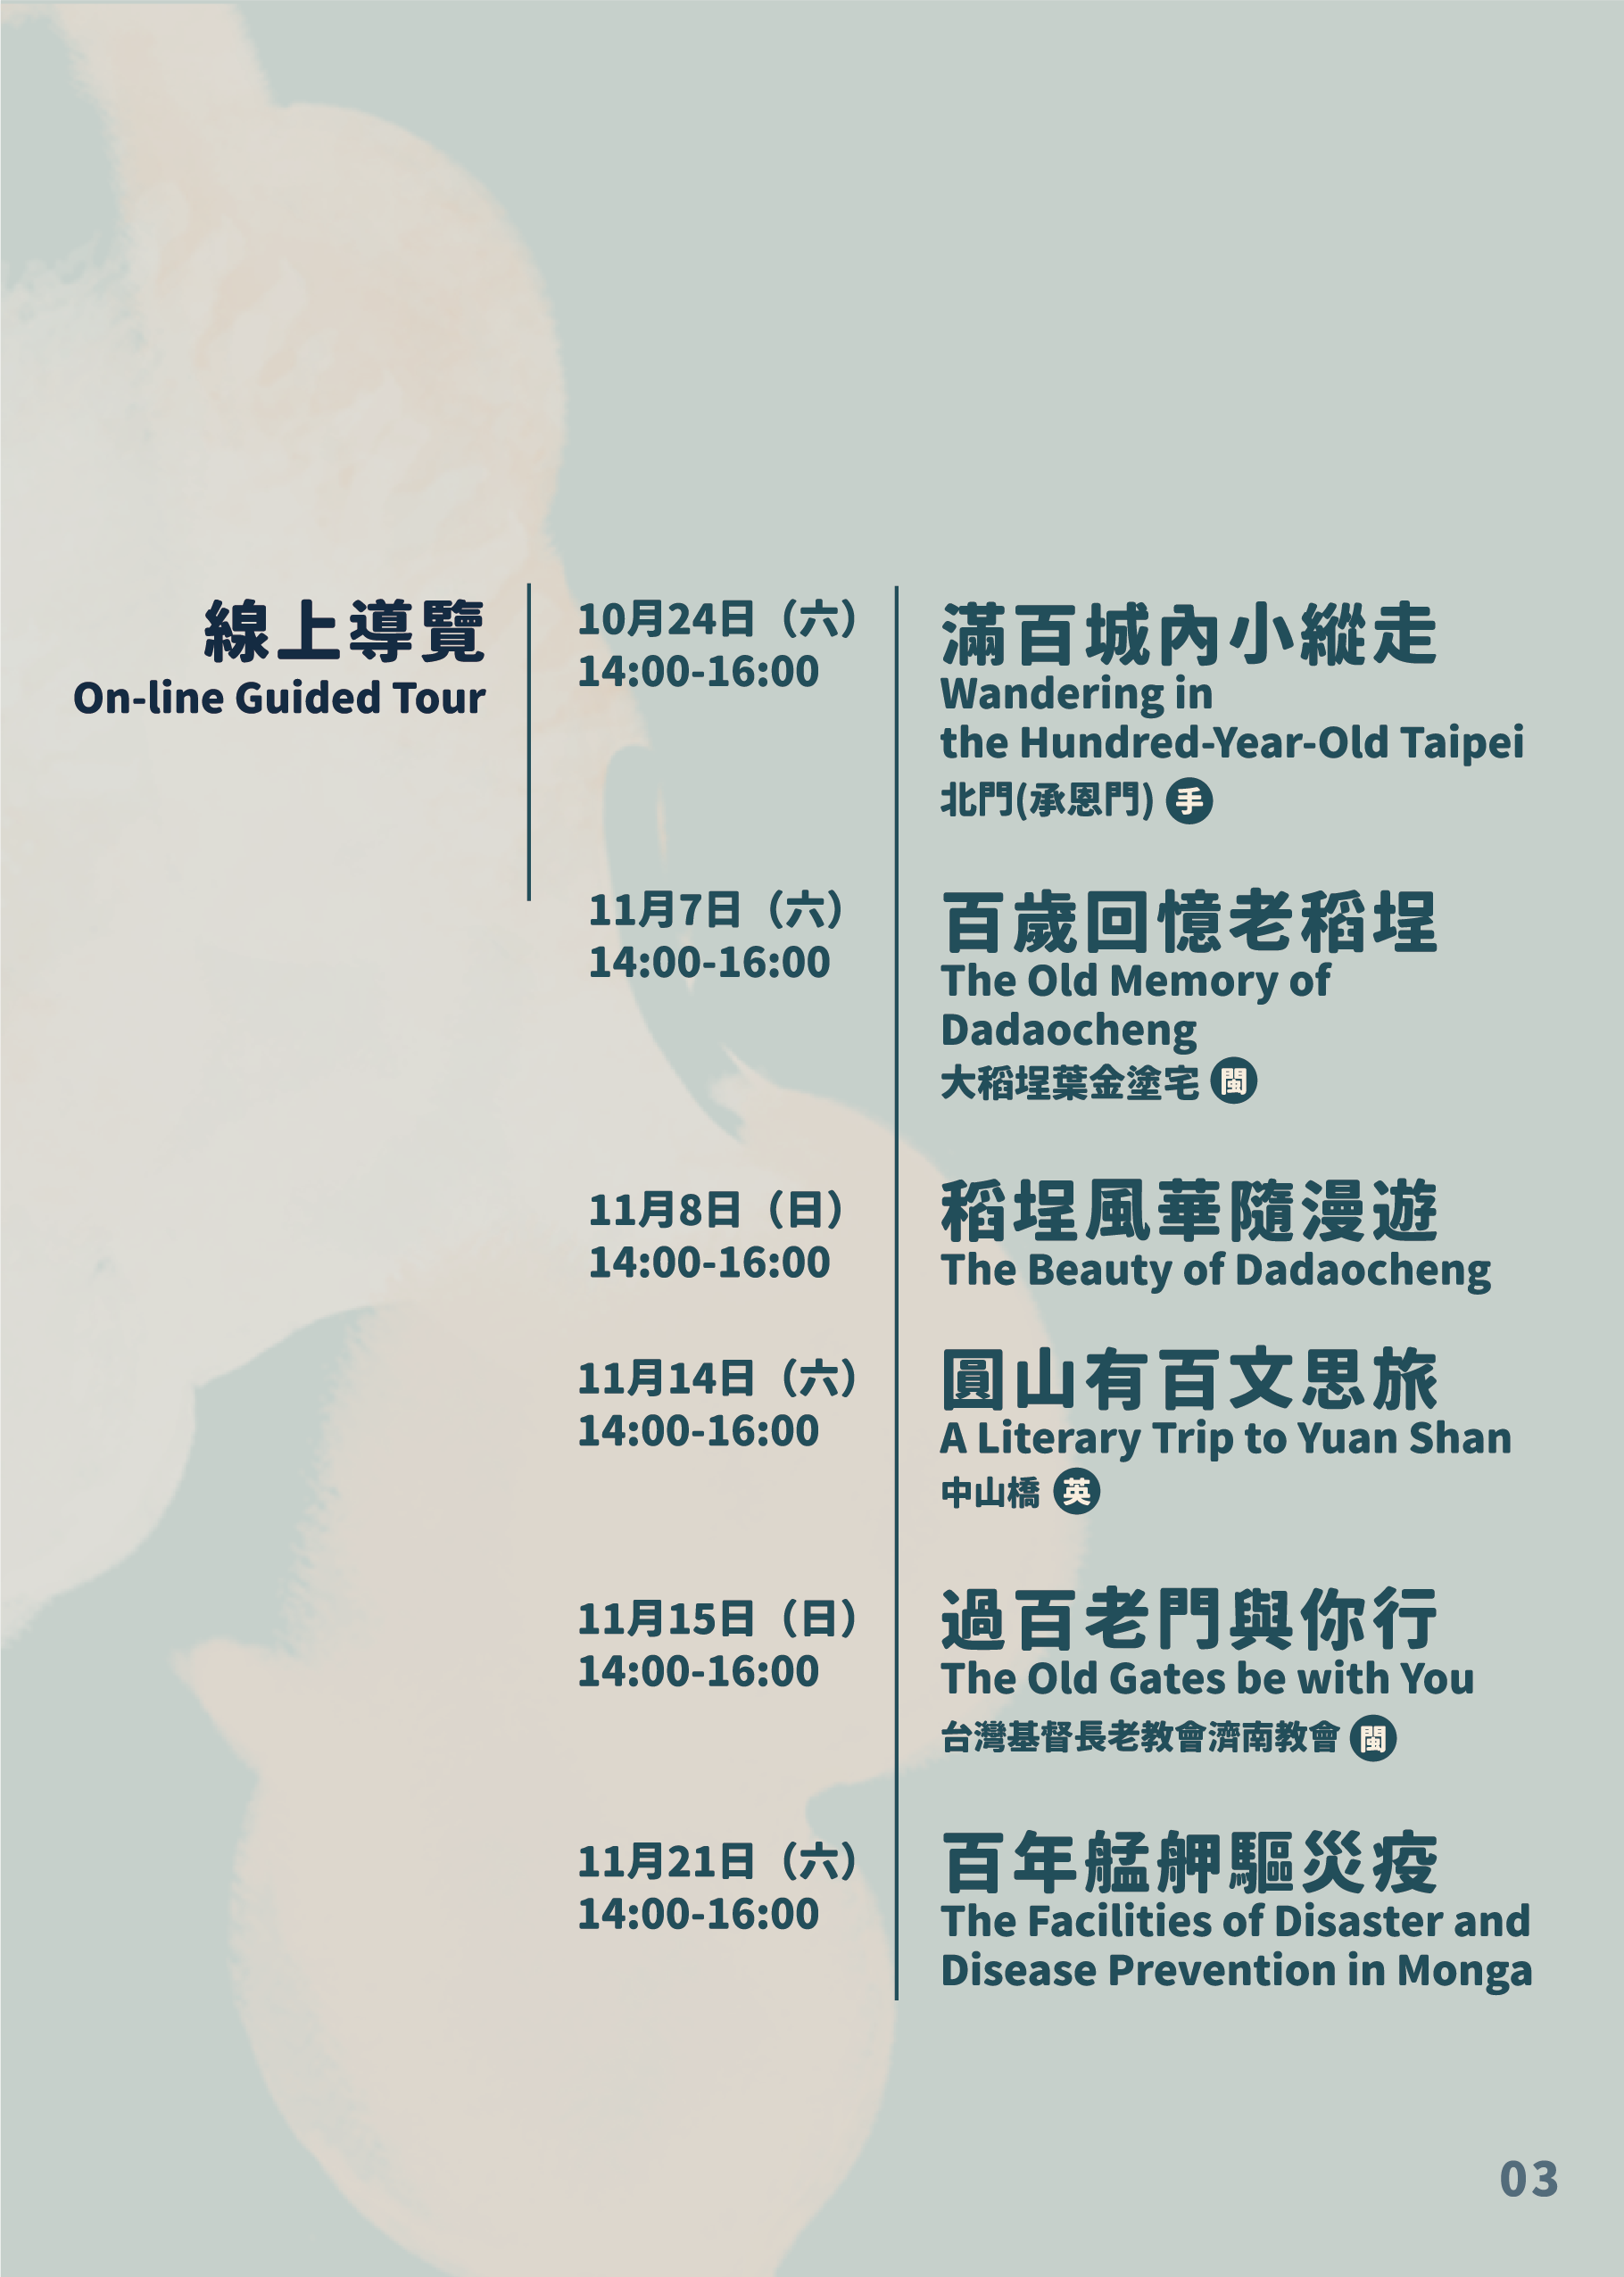 線上導覽
On-line Guided Tour
10月24日（六）
14:00-16:00
滿百城內小縱走
Wandering in
the Hundred-Year-Old Taipei
北門(承恩門) 手
11月7日（六）
14:00-16:00
百歲回憶老稻埕
The Old Memory of
Dadaocheng
大稻埕葉金塗宅 閩
11月8日（日）
14:00-16:00
稻埕風華隨漫遊
The Beauty of Dadaocheng
11月14日（六）
14:00-16:00
圓山有百文思旅
A Literary Trip to Yuan Shan
中山橋 英
11月15日（日）
14:00-16:00
過百老門與你行
The Old Gates be with You
台灣基督長老教會濟南教會 閩
11月21日（六）
14:00-16:00
百年艋舺驅災疫
The Facilities of Disaster and
Disease Prevention in Monga
03